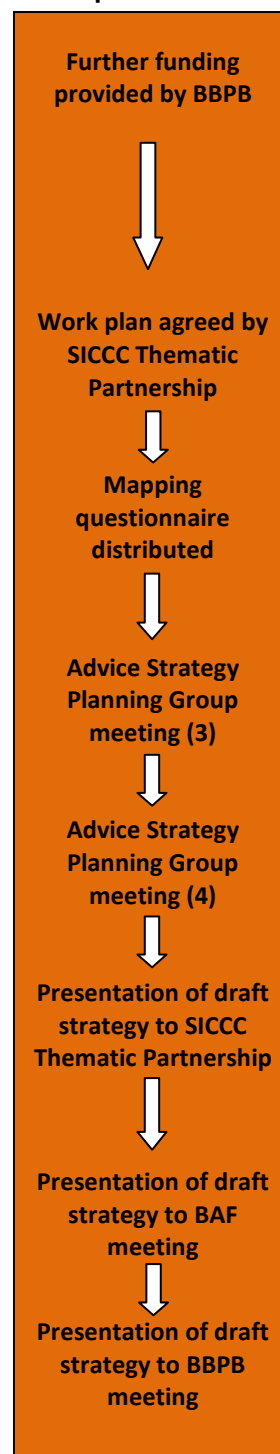 Further funding
provided by BBPB
Work plan agreed by
SICCC Thematic
Partnership
Mapping
questionnaire
distributed
Advice Strategy
Planning Group
meeting (3)
Advice Strategy
Planning Group
meeting (4)
Presentation of draft
strategy to SICCC
Thematic Partnership
Presentation of draft
strategy to BAF
meeting
Presentation of draft
strategy to BBPB
meeting